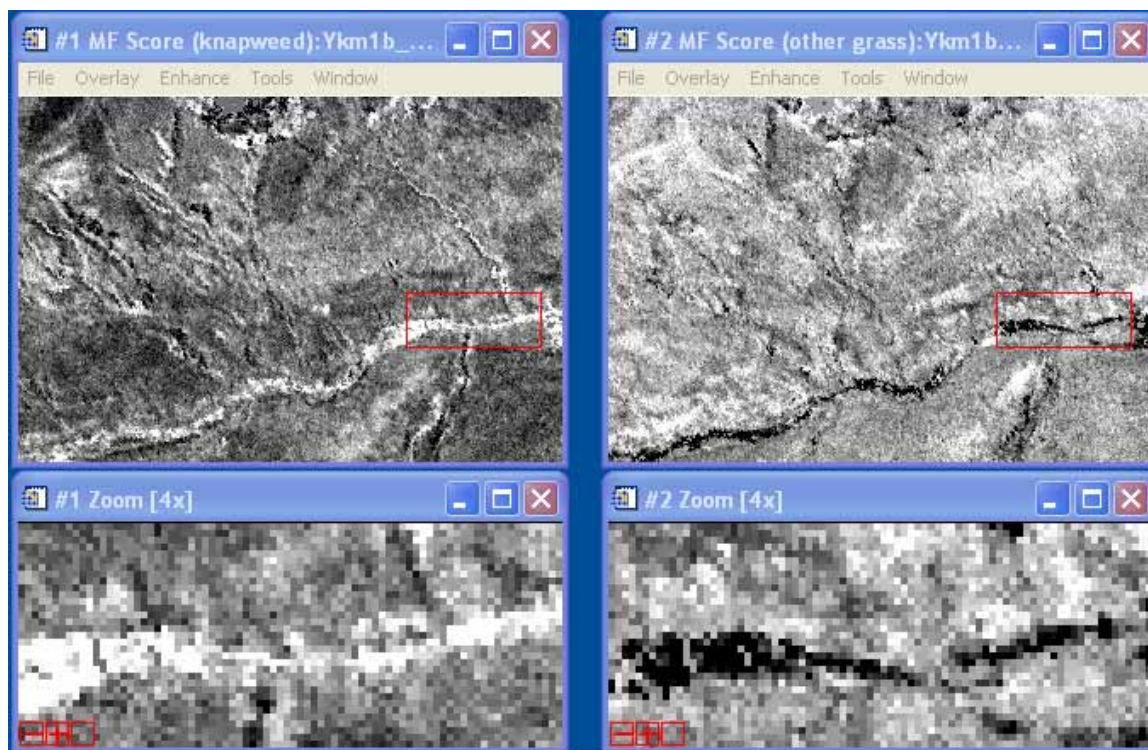 #1 MF Score (knapweed):Ykm1b_...
File Overlay Enhance Tools Window
#2 MF Score (other grass):Ykm1b...
File Overlay Enhance Tools Window
#1 Zoom [4x]
#2 Zoom [4x]